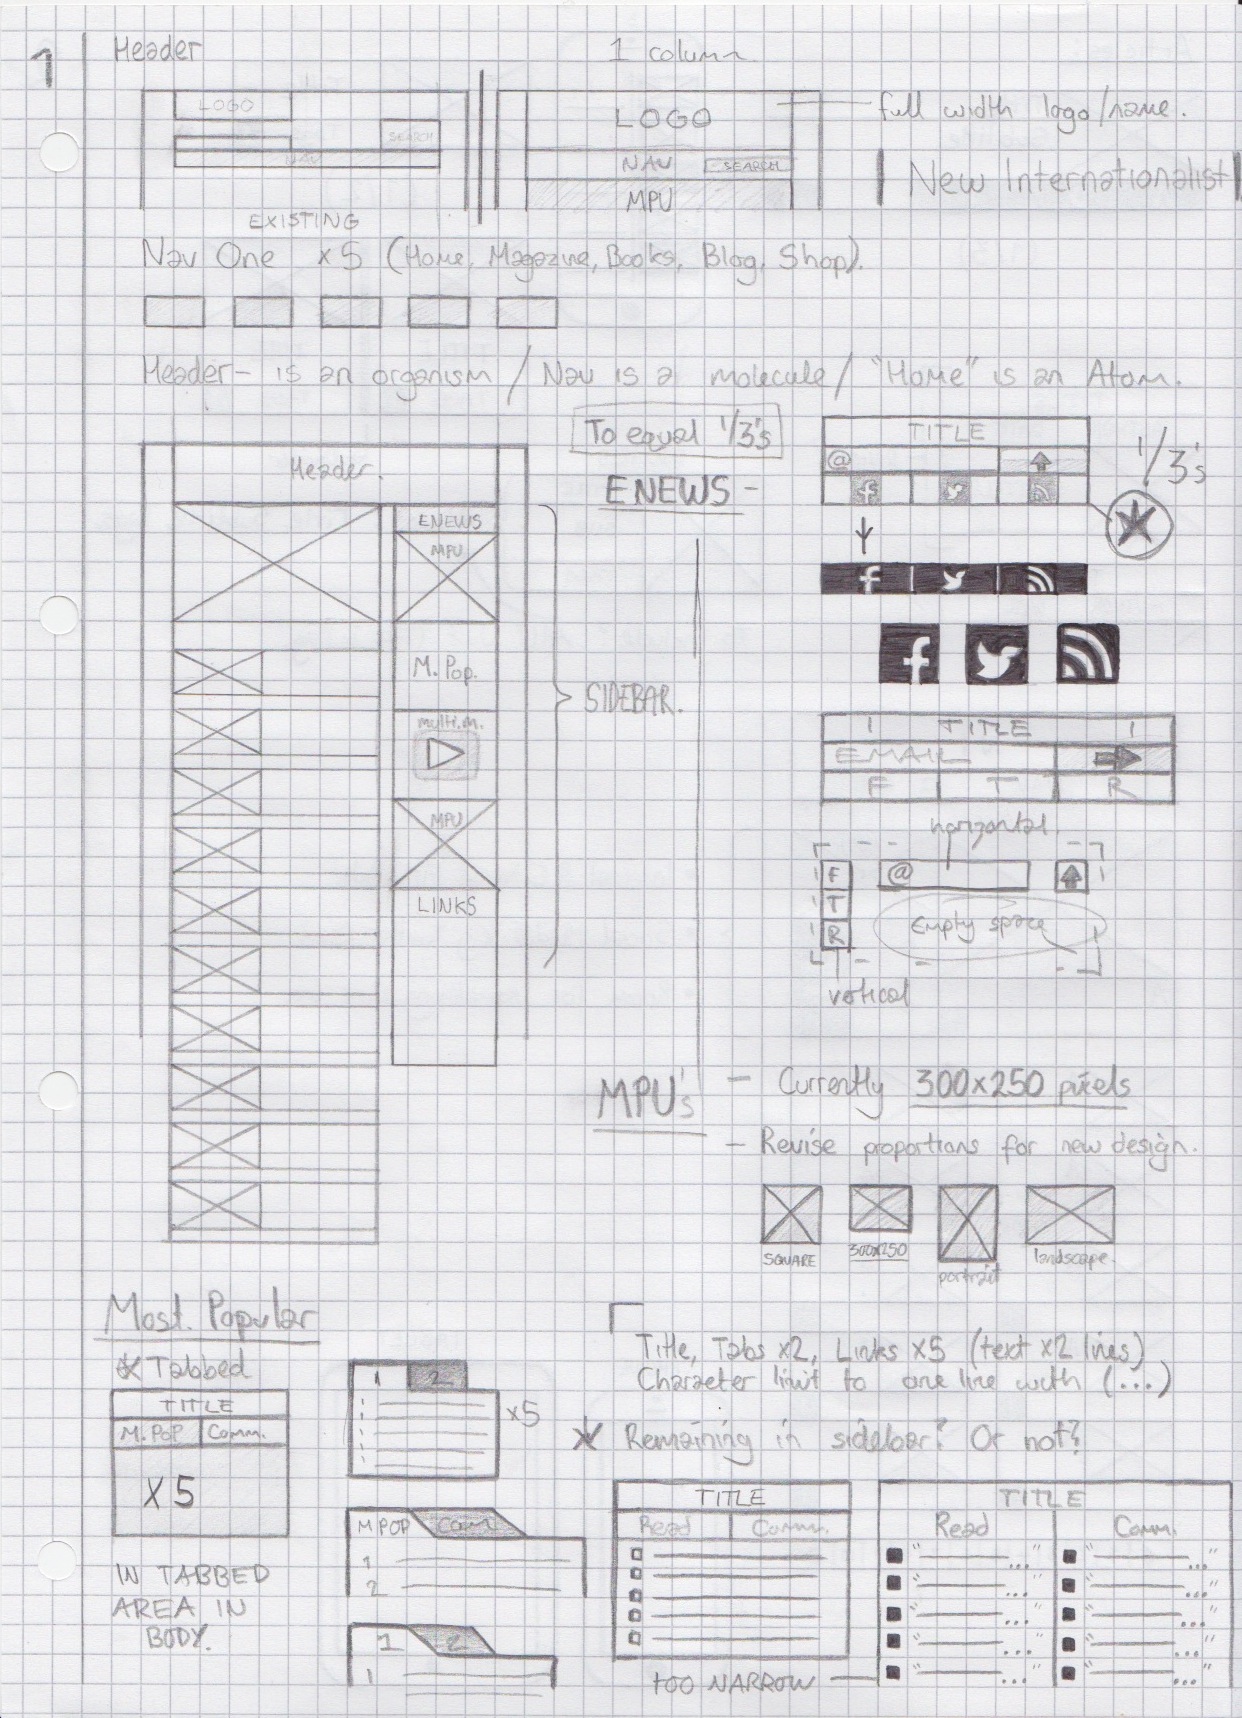 1
Header
1 column
LOGO
SEARCH
NAV
EXISTING
LOGO
NAV
SEARCH
MPU
full width logo/name.
New Internationalist
Nav One x5 (Home, Magazine, Books, Blog, Shop).
Header- is an organism / Nav is a molecule / "Home" is an Atom.
To equal 1/3's
Header.
ENEWS
MPU
M. Pop.
multi.m.
MPU
LINKS
SIDEBAR.
ENEWS -
TITLE
@
1/3's
1 TITLE 1
EMAIL
F T R
horizontal.
F
T
R
@
Empty space
vertical
MPU's
- Currently 300x250 pixels
- Revise proportions for new design.
SQUARE
300x250
portrait
landscape.
Most. Popular
Tabbed
TITLE
M. POP
Comm.
x5
IN TABBED
AREA IN
BODY.
1 2
x5
M POP
Comm
1
2
1 2
1
Title, Tabs x2, Links x5 (text x2 lines)
Character limit to one line with (...)
Remaining in sidebar? Or not?
TITLE
Read
Comm.
TOO NARROW
TITLE
Read
Comm.